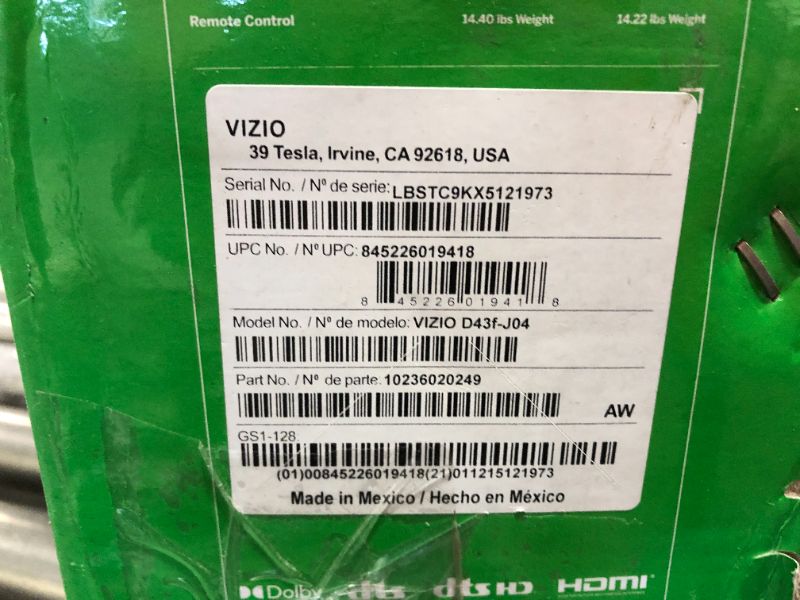 Remote Control 14.40 lbs Weight 14.22 lbs Weight
VIZIO
39 Tesla, Irvine, CA 92618, USA
Serial No. / Nº de serie: LBSTC9KX5121973
UPC No. / Nº UPC: 845226019418
8 45226 01941 8
Model No. / Nº de modelo: VIZIO D43f-J04
Part No. / Nº de parte: 10236020249
AW
GS1-128:
(01)00845226019418(21)011215121973
Made in Mexico / Hecho en México
Dolby dts dts HD HDMI